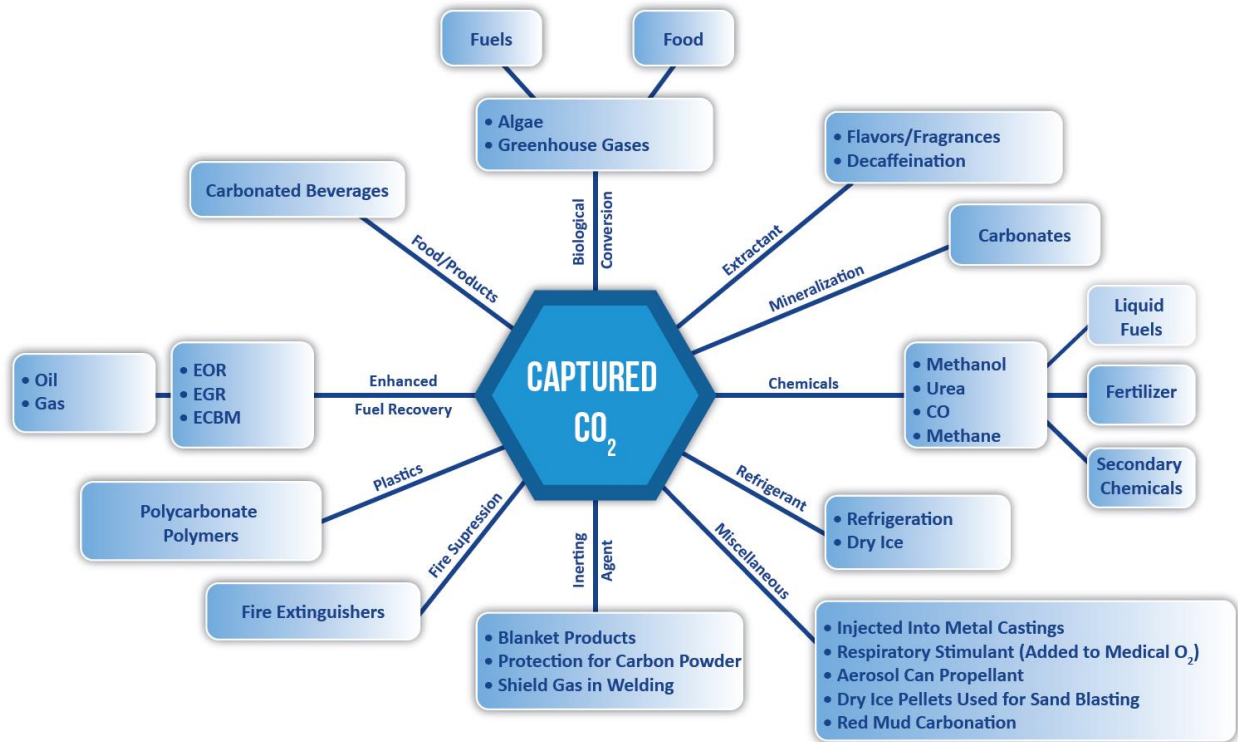 Fuels
Food
• Algae
• Greenhouse Gases
Biological
Conversion
• Flavors/Fragrances
• Decaffeination
Extractant
Carbonated Beverages
Food/Products
Carbonates
Mineralization
CAPTURED
CO₂
• Oil
• Gas
• EOR
• EGR
• ECBM
Enhanced
Fuel Recovery
Chemicals
• Methanol
• Urea
• CO
• Methane
Liquid
Fuels
Fertilizer
Secondary
Chemicals
Plastics
Polycarbonate
Polymers
Fire Supression
Fire Extinguishers
Inerting
Agent
• Blanket Products
• Protection for Carbon Powder
• Shield Gas in Welding
Refrigerant
• Refrigeration
• Dry Ice
Miscellaneous
• Injected Into Metal Castings
• Respiratory Stimulant (Added to Medical O₂)
• Aerosol Can Propellant
• Dry Ice Pellets Used for Sand Blasting
• Red Mud Carbonation